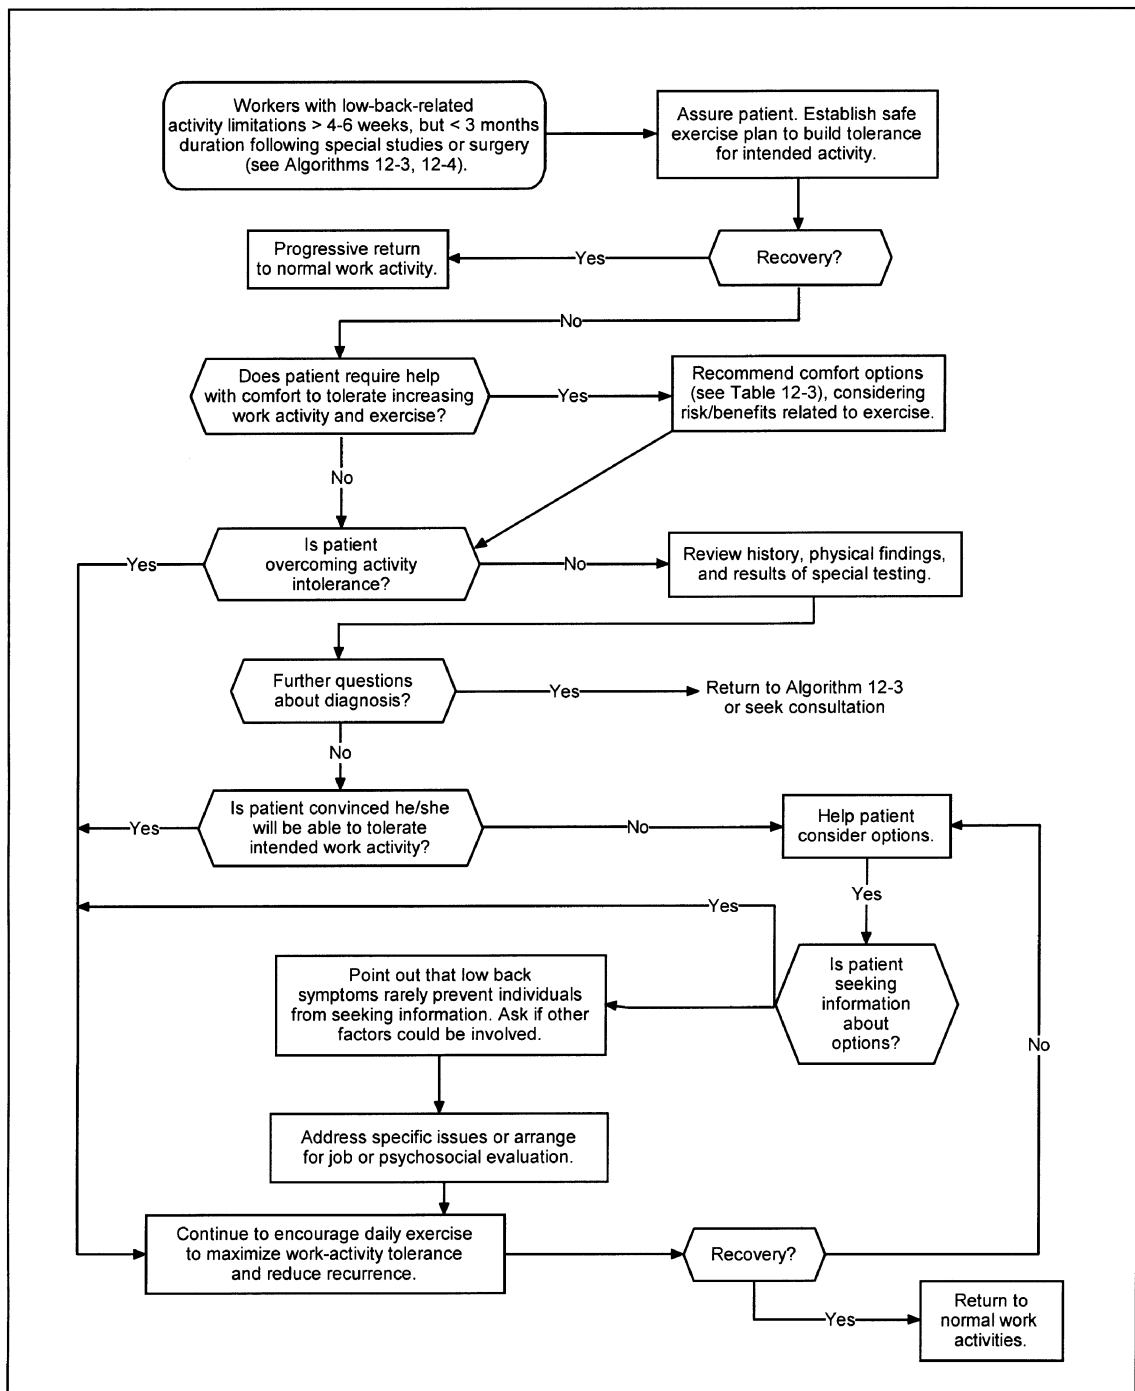 Workers with low-back-related
activity limitations > 4-6 weeks, but < 3 months
duration following special studies or surgery
(see Algorithms 12-3, 12-4).
Assure patient. Establish safe
exercise plan to build tolerance
for intended activity.
Progressive return
to normal work activity.
Yes
Recovery?
No
Does patient require help
with comfort to tolerate increasing
work activity and exercise?
Yes
Recommend comfort options
(see Table 12-3), considering
risk/benefits related to exercise.
No
Yes
Is patient
overcoming activity
intolerance?
No
Review history, physical findings,
and results of special testing.
Further questions
about diagnosis?
Yes
Return to Algorithm 12-3
or seek consultation
No
Yes
Is patient convinced he/she
will be able to tolerate
intended work activity?
No
Help patient
consider options.
Yes
Yes
Is patient
seeking
information
about
options?
Point out that low back
symptoms rarely prevent individuals
from seeking information. Ask if other
factors could be involved.
No
Address specific issues or arrange
for job or psychosocial evaluation.
Continue to encourage daily exercise
to maximize work-activity tolerance
and reduce recurrence.
Recovery?
Yes
Return to
normal work
activities.